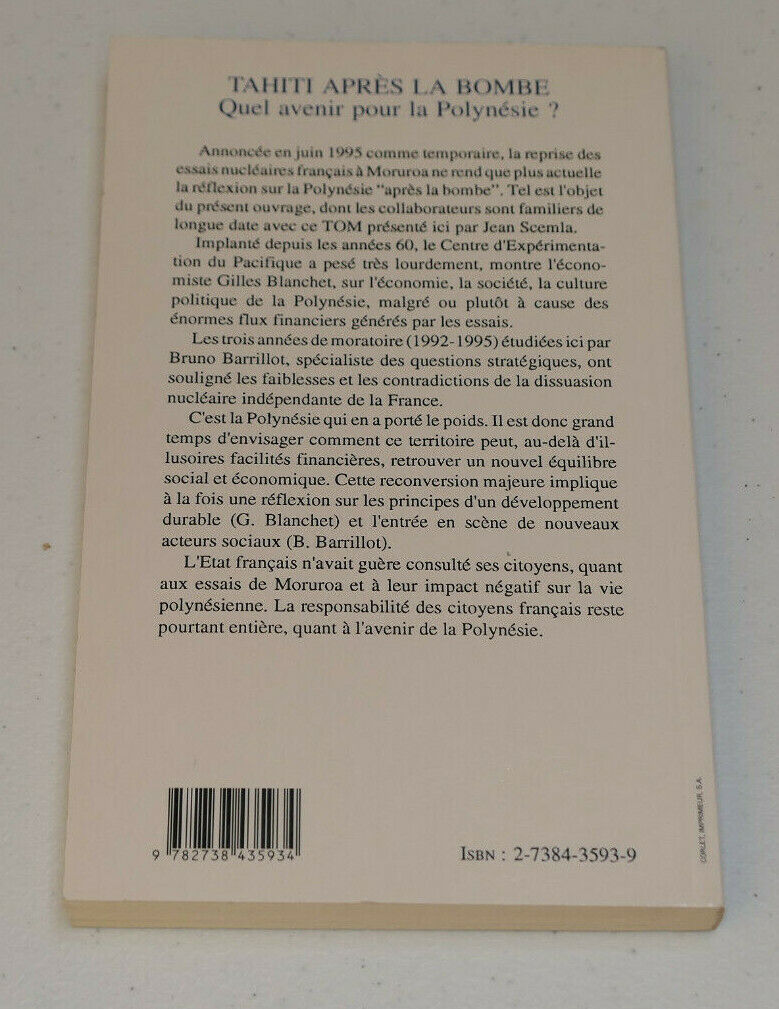 TAHITI APRÈS LA BOMBE
Quel avenir pour la Polynésie ?
Annoncée en juin 1995 comme temporaire, la reprise des
essais nucléaires français à Moruroa ne rend que plus actuelle
la réflexion sur la Polynésie "après la bombe". Tel est l'objet
du présent ouvrage, dont les collaborateurs sont familiers de
longue date avec ce TOM présenté ici par Jean Scemla.
Implanté depuis les années 60, le Centre d'Expérimenta-
tion du Pacifique a pesé très lourdement, montre l'écono-
miste Gilles Blanchet, sur l'économie, la société, la culture
politique de la Polynésie, malgré ou plutôt à cause des
énormes flux financiers générés par les essais.
Les trois années de moratoire (1992-1995) étudiées ici par
Bruno Barrillot, spécialiste des questions stratégiques, ont
souligné les faiblesses et les contradictions de la dissuasion
nucléaire indépendante de la France.
C'est la Polynésie qui en a porté le poids. Il est donc grand
temps d'envisager comment ce territoire peut, au-delà d'il-
lusoires facilités financières, retrouver un nouvel équilibre
social et économique. Cette reconversion majeure implique
à la fois une réflexion sur les principes d'un développement
durable (G. Blanchet) et l'entrée en scène de nouveaux
acteurs sociaux (B. Barrillot).
L'Etat français n'avait guère consulté ses citoyens, quant
aux essais de Moruroa et à leur impact négatif sur la vie
polynésienne. La responsabilité des citoyens français reste
pourtant entière, quant à l'avenir de la Polynésie.
9 782738 435934
ISBN : 2-7384-3593-9
CORLET, IMPRIMEUR, S.A.